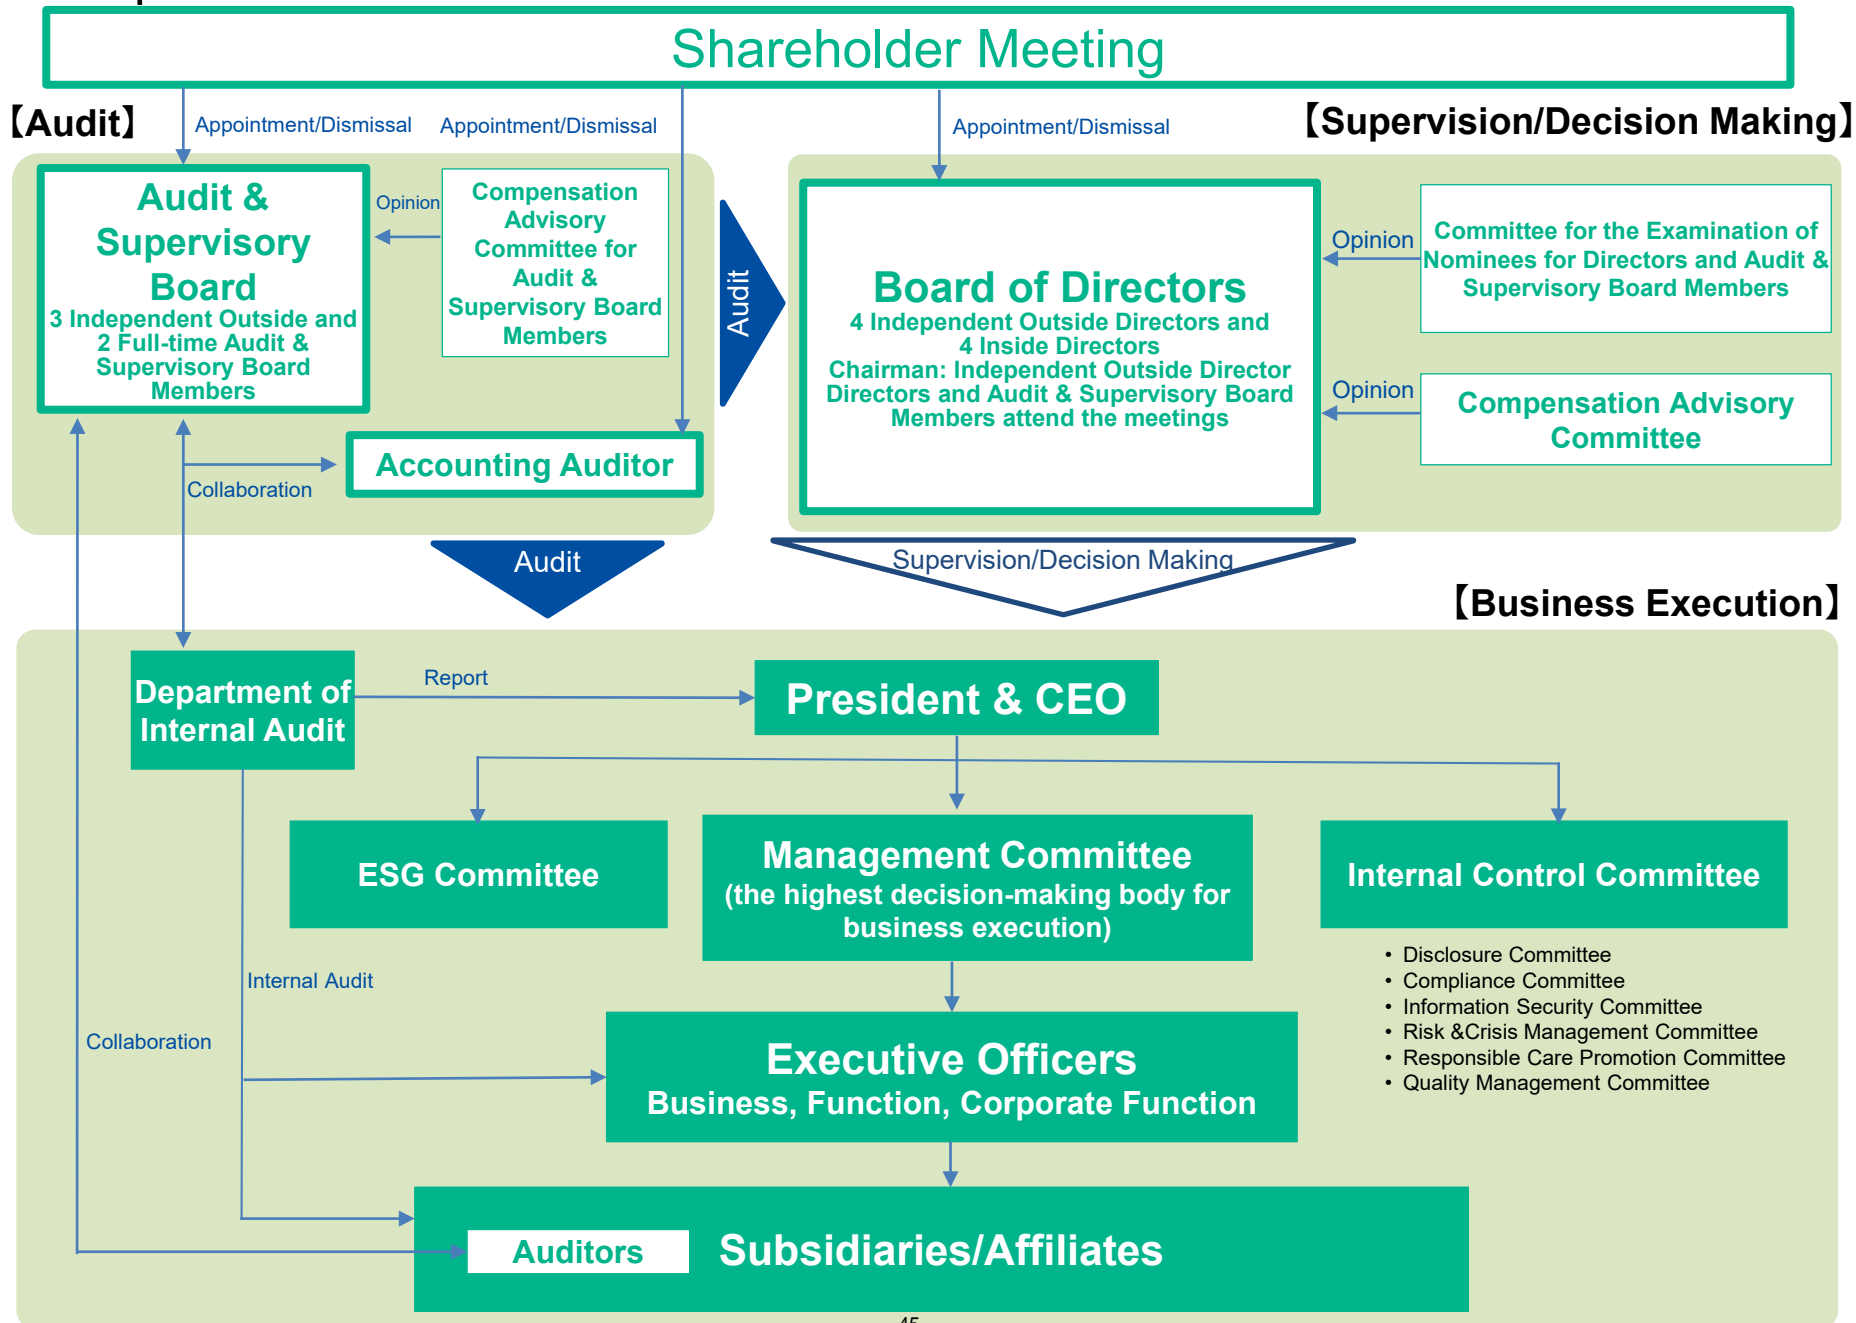 Shareholder Meeting
【Audit】
【Supervision/Decision Making】
Appointment/Dismissal
Appointment/Dismissal
Appointment/Dismissal
Audit &
Supervisory
Board
3 Independent Outside and
2 Full-time Audit &
Supervisory Board
Members
Opinion
Compensation
Advisory
Committee for
Audit &
Supervisory Board
Members
Accounting Auditor
Collaboration
Audit
Board of Directors
4 Independent Outside Directors and
4 Inside Directors
Chairman: Independent Outside Director
Directors and Audit & Supervisory Board
Members attend the meetings
Opinion
Committee for the Examination of
Nominees for Directors and Audit &
Supervisory Board Members
Opinion
Compensation Advisory
Committee
Audit
Supervision/Decision Making
【Business Execution】
Department of
Internal Audit
Report
President & CEO
ESG Committee
Management Committee
(the highest decision-making body for
business execution)
Internal Control Committee
• Disclosure Committee
• Compliance Committee
• Information Security Committee
• Risk &Crisis Management Committee
• Responsible Care Promotion Committee
• Quality Management Committee
Internal Audit
Collaboration
Executive Officers
Business, Function, Corporate Function
Auditors
Subsidiaries/Affiliates
45